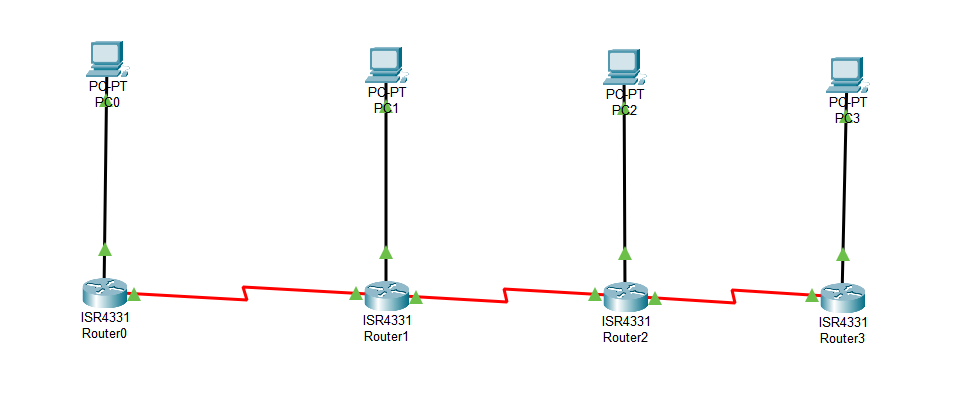 PC-PT
PC0
PC-PT
PC1
PC-PT
PC2
PC-PT
PC3
ISR4331
Router0
ISR4331
Router1
ISR4331
Router2
ISR4331
Router3